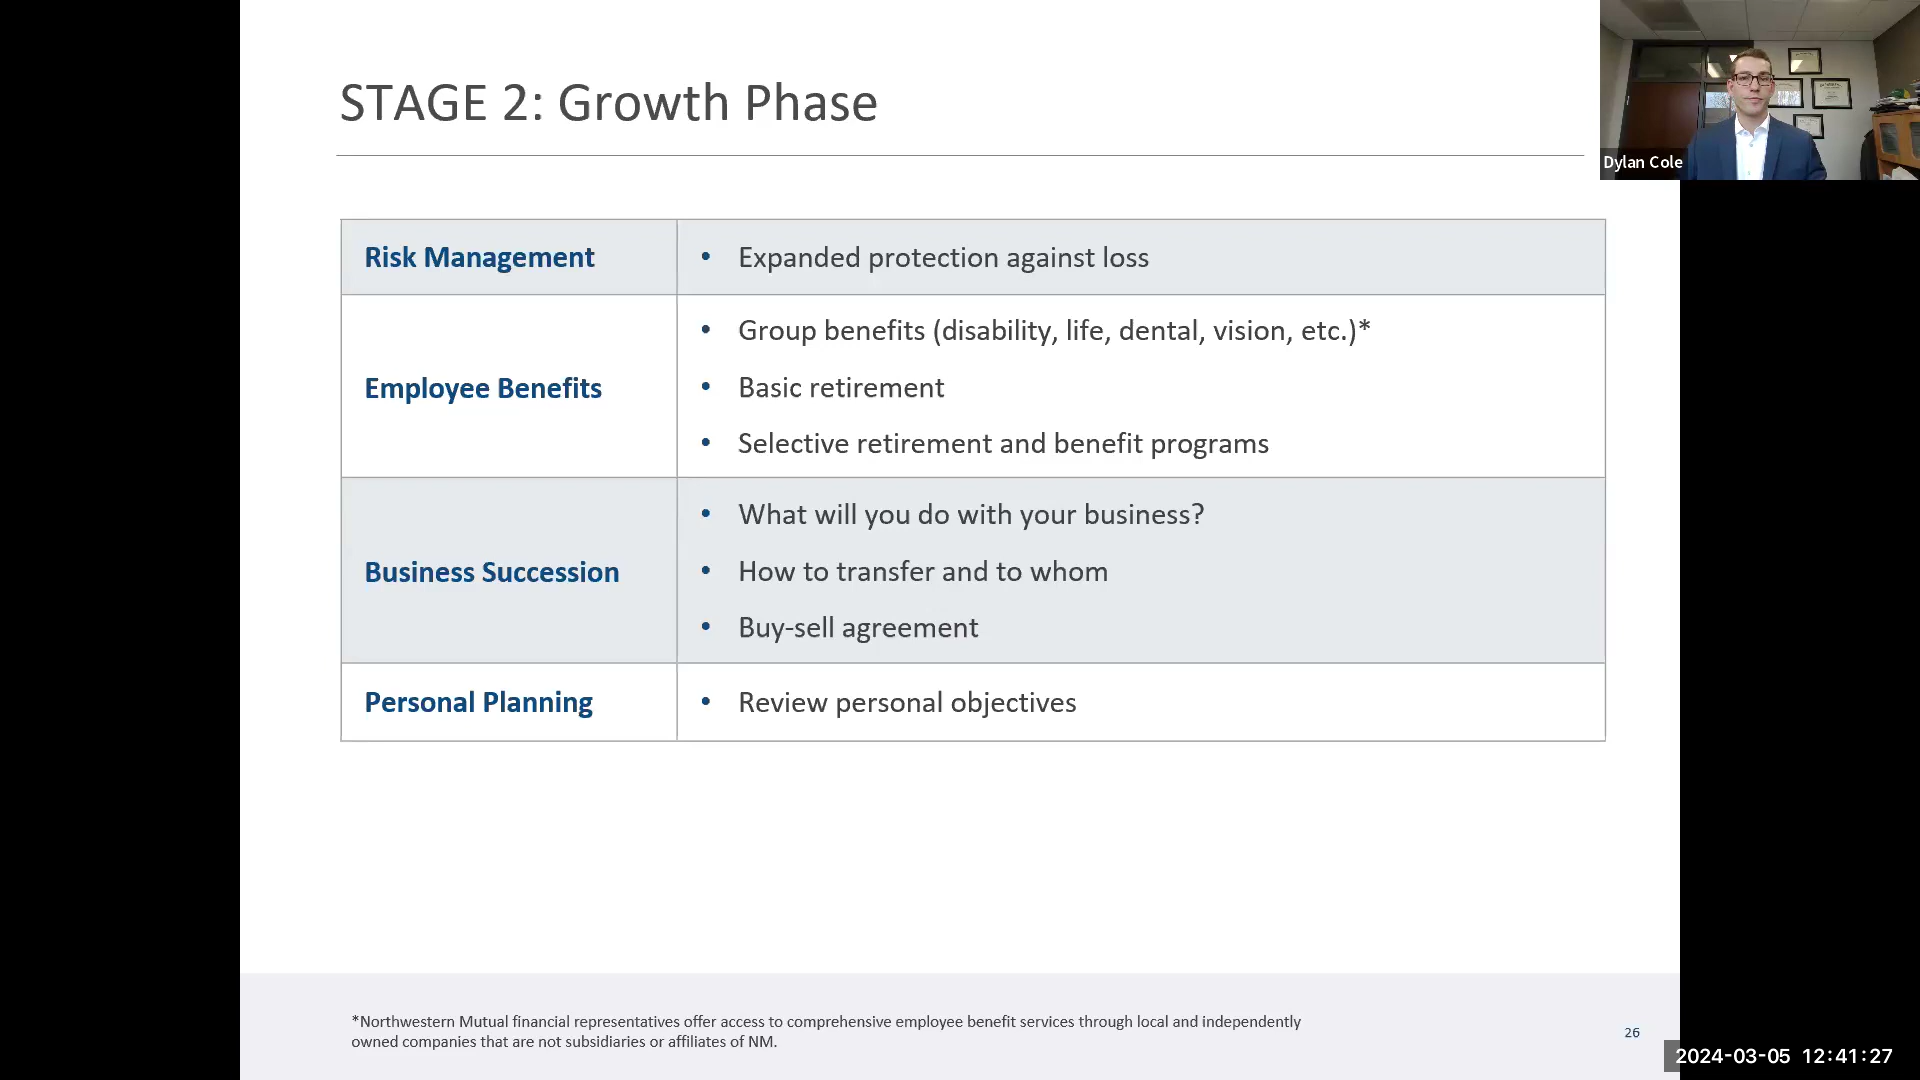 STAGE 2: Growth Phase
Dylan Cole
Risk Management
• Expanded protection against loss
Employee Benefits
• Group benefits (disability, life, dental, vision, etc.)*
• Basic retirement
• Selective retirement and benefit programs
Business Succession
• What will you do with your business?
• How to transfer and to whom
• Buy-sell agreement
Personal Planning
• Review personal objectives
*Northwestern Mutual financial representatives offer access to comprehensive employee benefit services through local and independently
owned companies that are not subsidiaries or affiliates of NM.
26
2024-03-05 12:41:27